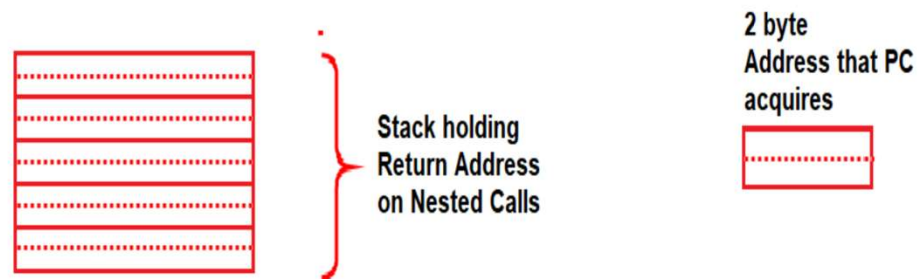 Stack holding
Return Address
on Nested Calls
2 byte
Address that PC
acquires